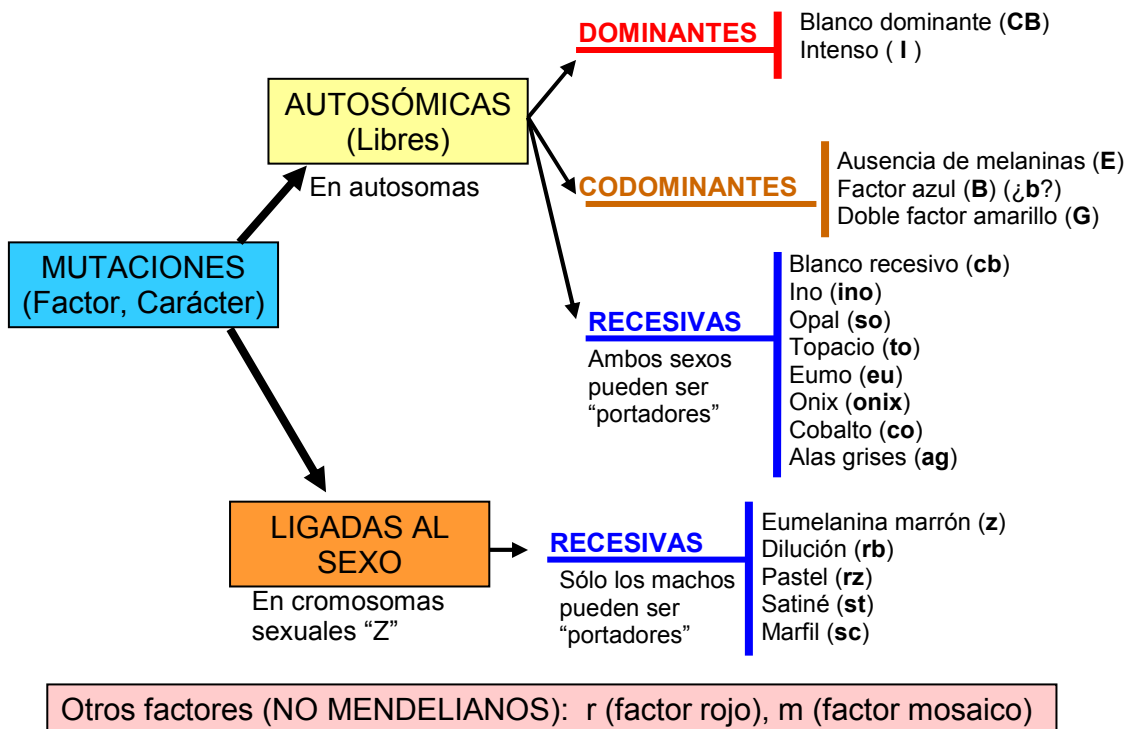 MUTACIONES
(Factor, Carácter)
AUTOSÓMICAS
(Libres)
En autosomas
DOMINANTES
Blanco dominante (CB)
Intenso ( I )
CODOMINANTES
Ausencia de melaninas (E)
Factor azul (B) (¿b?)
Doble factor amarillo (G)
RECESIVAS
Ambos sexos
pueden ser
“portadores”
Blanco recesivo (cb)
Ino (ino)
Opal (so)
Topacio (to)
Eumo (eu)
Onix (onix)
Cobalto (co)
Alas grises (ag)
LIGADAS AL
SEXO
En cromosomas
sexuales “Z”
RECESIVAS
Sólo los machos
pueden ser
“portadores”
Eumelanina marrón (z)
Dilución (rb)
Pastel (rz)
Satiné (st)
Marfil (sc)
Otros factores (NO MENDELIANOS): r (factor rojo), m (factor mosaico)